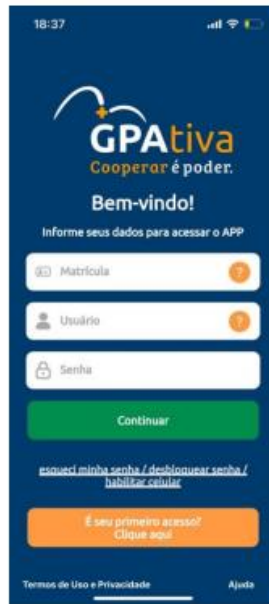 18:37
GPAtiva
Cooperar é poder.
Bem-vindo!
Informe seus dados para acessar o APP
Matrícula
?
Usuário
?
Senha
Continuar
esqueci minha senha / desbloquear senha /
habilitar celular
É seu primeiro acesso?
Clique aqui
Termos de Uso e Privacidade
Ajuda